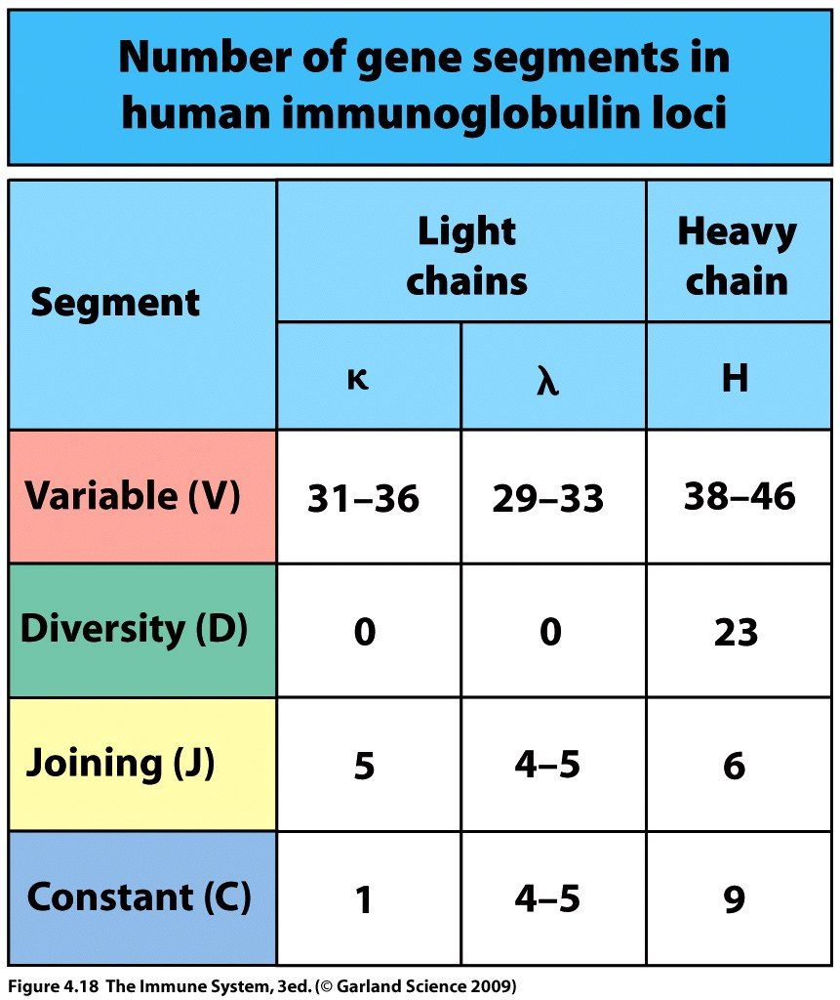 Number of gene segments in
human immunoglobulin loci
Segment
Light
chains
Heavy
chain
κ λ H
Variable (V) 31–36 29–33 38–46
Diversity (D) 0 0 23
Joining (J) 5 4–5 6
Constant (C) 1 4–5 9
Figure 4.18 The Immune System, 3ed. (© Garland Science 2009)